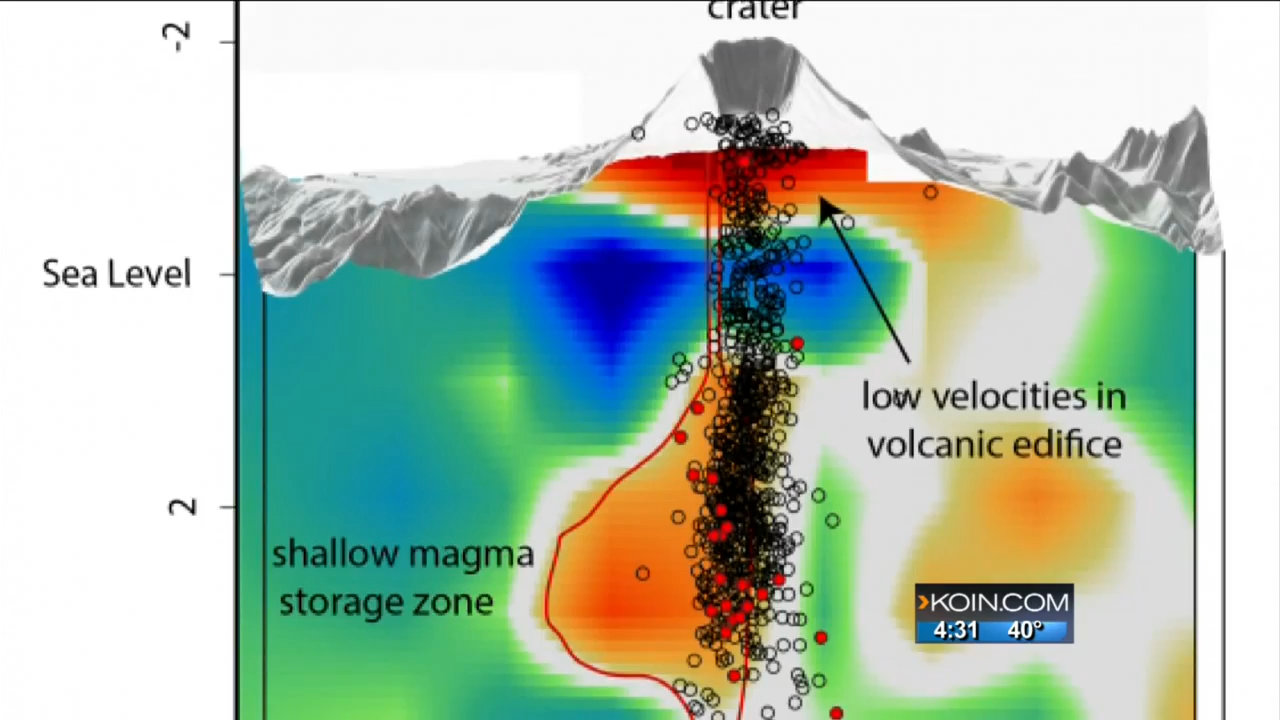 crater
-2
Sea Level
low velocities in
volcanic edifice
2
shallow magma
storage zone
KOIN.COM
4:31 40°